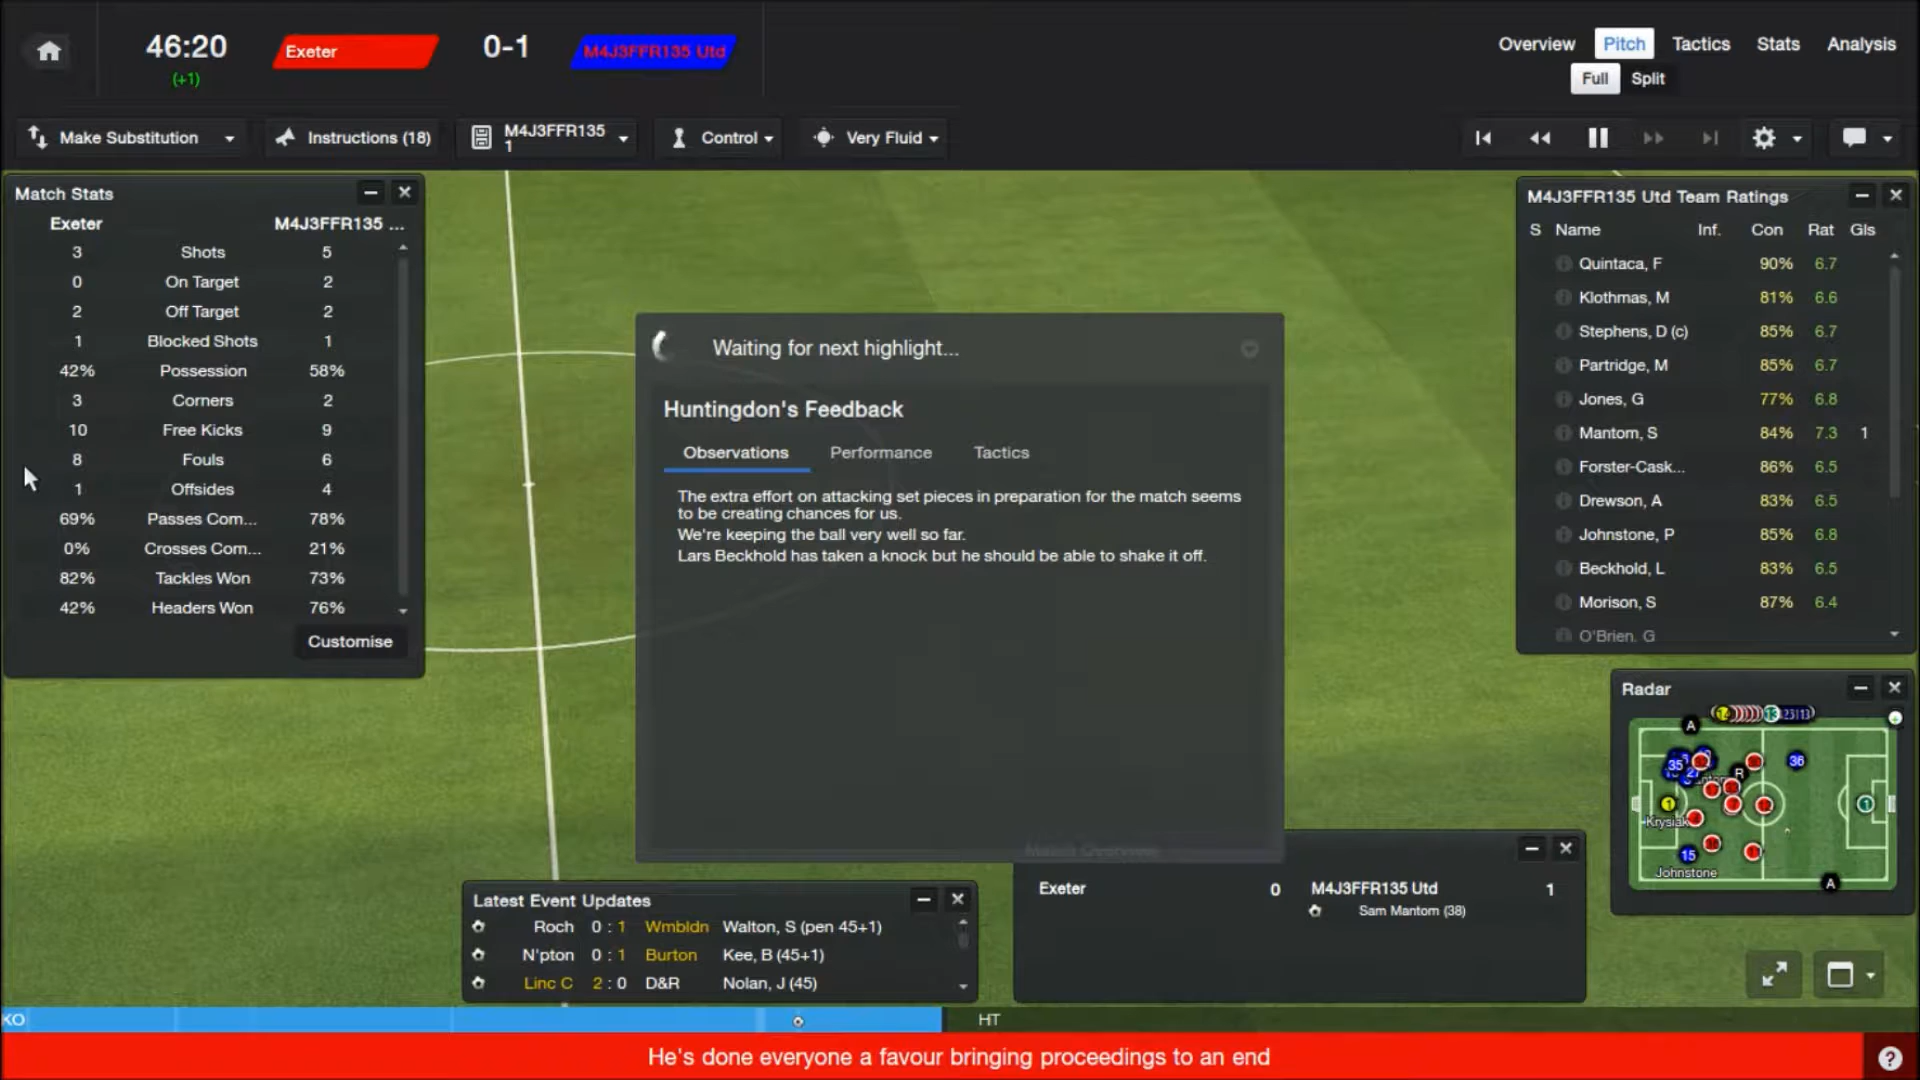 46:20
(+1)
Exeter
0-1
M4J3FFR135 Utd
Overview Pitch Tactics Stats Analysis
Full Split
Make Substitution
Instructions (18)
M4J3FFR135
1
Control
Very Fluid
Match Stats
Exeter M4J3FFR135 ...
3 Shots 5
0 On Target 2
2 Off Target 2
1 Blocked Shots 1
42% Possession 58%
3 Corners 2
10 Free Kicks 9
8 Fouls 6
1 Offsides 4
69% Passes Com... 78%
0% Crosses Com... 21%
82% Tackles Won 73%
42% Headers Won 76%
Customise
Waiting for next highlight...
Huntingdon's Feedback
Observations Performance Tactics
The extra effort on attacking set pieces in preparation for the match seems
to be creating chances for us.
We're keeping the ball very well so far.
Lars Beckhold has taken a knock but he should be able to shake it off.
M4J3FFR135 Utd Team Ratings
S Name Inf. Con Rat Gls
Quintaca, F 90% 6.7
Klothmas, M 81% 6.6
Stephens, D (c) 85% 6.7
Partridge, M 85% 6.7
Jones, G 77% 6.8
Mantom, S 84% 7.3 1
Forster-Cask... 86% 6.5
Drewson, A 83% 6.5
Johnstone, P 85% 6.8
Beckhold, L 83% 6.5
Morison, S 87% 6.4
O'Brien, G
Radar
A
35
36
R
1
1
Krysiak
15
Johnstone
A
Match Overview
Exeter 0 M4J3FFR135 Utd 1
Sam Mantom (38)
Latest Event Updates
Roch 0 : 1 Wmbldn Walton, S (pen 45+1)
N'pton 0 : 1 Burton Kee, B (45+1)
Linc C 2 : 0 D&R Nolan, J (45)
KO
HT
He's done everyone a favour bringing proceedings to an end
?